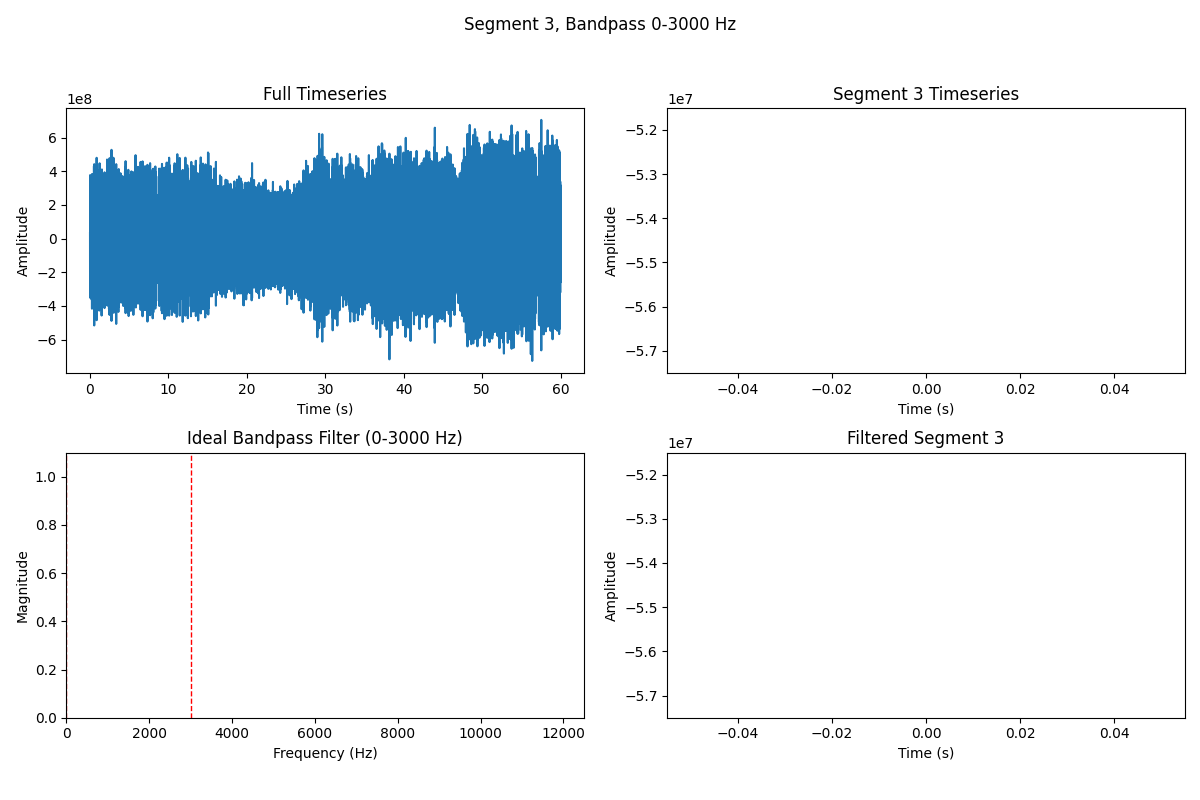 Segment 3, Bandpass 0-3000 Hz
Full Timeseries
1e8
6
4
2
0
−2
−4
−6
Amplitude
0 10 20 30 40 50 60
Time (s)
Segment 3 Timeseries
1e7
−5.2
−5.3
−5.4
−5.5
−5.6
−5.7
Amplitude
−0.04 −0.02 0.00 0.02 0.04
Time (s)
Ideal Bandpass Filter (0-3000 Hz)
1.0
0.8
0.6
0.4
0.2
0.0
Magnitude
0 2000 4000 6000 8000 10000 12000
Frequency (Hz)
Filtered Segment 3
1e7
−5.2
−5.3
−5.4
−5.5
−5.6
−5.7
Amplitude
−0.04 −0.02 0.00 0.02 0.04
Time (s)